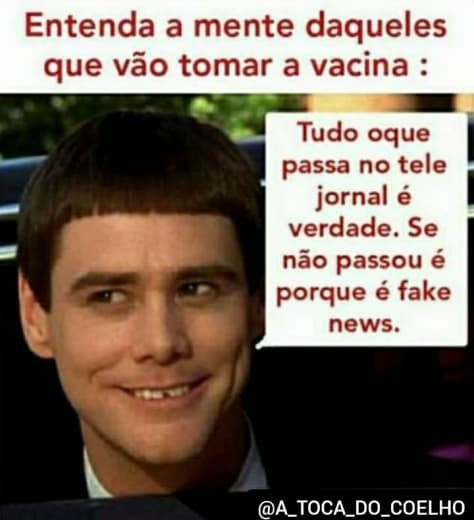 Entenda a mente daqueles
que vão tomar a vacina :
Tudo oque
passa no tele
jornal é
verdade. Se
não passou é
porque é fake
news.
@A_TOCA_DO_COELHO